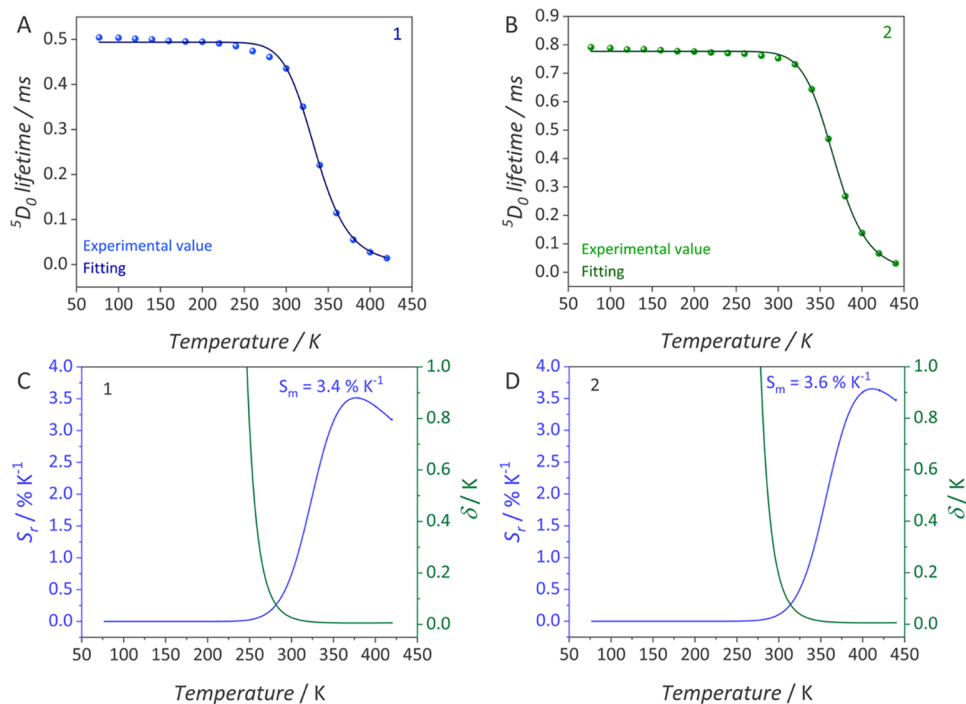 A
1
0.5
0.4
0.3
0.2
0.1
0.0
⁵D₀ lifetime / ms
Experimental value
Fitting
50 100 150 200 250 300 350 400 450
Temperature / K
B
2
0.9
0.8
0.7
0.6
0.5
0.4
0.3
0.2
0.1
0.0
⁵D₀ lifetime / ms
Experimental value
Fitting
50 100 150 200 250 300 350 400 450
Temperature / K
C
1
Sₘ = 3.4 % K⁻¹
4.0
3.5
3.0
2.5
2.0
1.5
1.0
0.5
0.0
Sᵣ / % K⁻¹
1.0
0.8
0.6
0.4
0.2
0.0
δ / K
50 100 150 200 250 300 350 400 450
Temperature / K
D
2
Sₘ = 3.6 % K⁻¹
4.0
3.5
3.0
2.5
2.0
1.5
1.0
0.5
0.0
Sᵣ / % K⁻¹
1.0
0.8
0.6
0.4
0.2
0.0
δ / K
50 100 150 200 250 300 350 400 450
Temperature / K